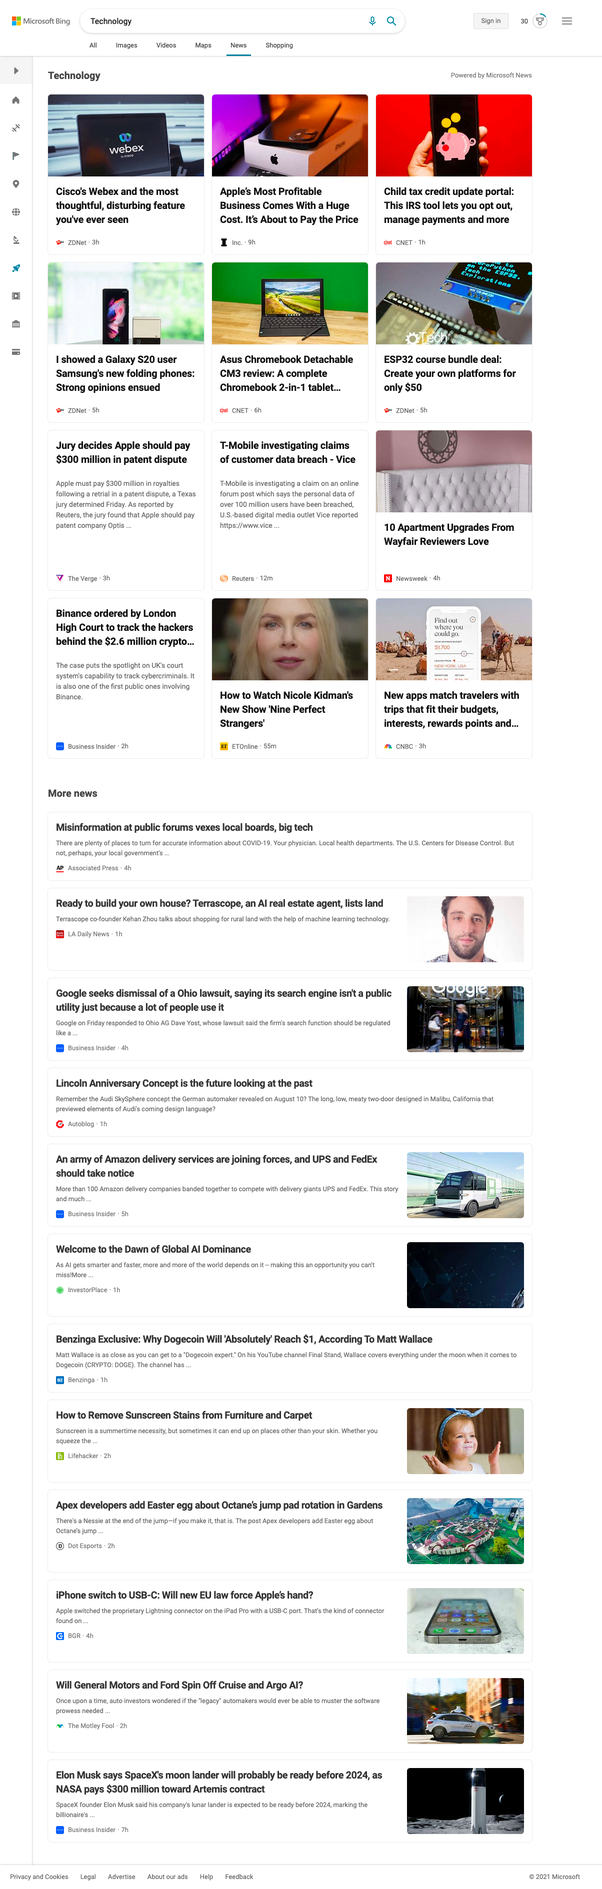 Microsoft Bing
Technology
Sign in
30
All Images Videos Maps News Shopping
Technology
Powered by Microsoft News
webex
Cisco's Webex and the most
thoughtful, disturbing feature
you've ever seen
ZDNet · 3h
Apple's Most Profitable
Business Comes With a Huge
Cost. It's About to Pay the Price
Inc. · 9h
Child tax credit update portal:
This IRS tool lets you opt out,
manage payments and more
CNET · 1h
I showed a Galaxy S20 user
Samsung's new folding phones:
Strong opinions ensued
ZDNet · 5h
Asus Chromebook Detachable
CM3 review: A complete
Chromebook 2-in-1 tablet...
CNET · 6h
ESP32 course bundle deal:
Create your own platforms for
only $50
ZDNet · 5h
Jury decides Apple should pay
$300 million in patent dispute
Apple must pay $300 million in royalties
following a retrial in a patent dispute, a Texas
jury determined Friday. As reported by
Reuters, the jury found that Apple should pay
patent company Optis ...
The Verge · 3h
T-Mobile investigating claims
of customer data breach - Vice
T-Mobile is investigating a claim on an online
forum post which says the personal data of
over 100 million users have been breached,
U.S.-based digital media outlet Vice reported
https://www.vice ...
Reuters · 12m
10 Apartment Upgrades From
Wayfair Reviewers Love
Newsweek · 4h
Binance ordered by London
High Court to track the hackers
behind the $2.6 million crypto...
The case puts the spotlight on UK's court
system's capability to track cybercriminals. It
is also one of the first public ones involving
Binance.
Business Insider · 2h
How to Watch Nicole Kidman's
New Show 'Nine Perfect
Strangers'
ETOnline · 55m
Find out
where you
could go.
$1,700
NEW YORK, USA
New apps match travelers with
trips that fit their budgets,
interests, rewards points and...
CNBC · 3h
More news
Misinformation at public forums vexes local boards, big tech
There are plenty of places to turn for accurate information about COVID-19. Your physician. Local health departments. The U.S. Centers for Disease Control. But
not, perhaps, your local government's ...
AP Associated Press · 4h
Ready to build your own house? Terrascope, an AI real estate agent, lists land
Terrascope co-founder Kehan Zhou talks about shopping for rural land with the help of machine learning technology.
LA Daily News · 1h
Google seeks dismissal of a Ohio lawsuit, saying its search engine isn't a public
utility just because a lot of people use it
Google on Friday responded to Ohio AG Dave Yost, whose lawsuit said the firm's search function should be regulated
like a ...
Business Insider · 4h
Google
Lincoln Anniversary Concept is the future looking at the past
Remember the Audi SkySphere concept the German automaker revealed on August 10? The long, low, meaty two-door designed in Malibu, California that
previewed elements of Audi's coming design language?
Autoblog · 1h
An army of Amazon delivery services are joining forces, and UPS and FedEx
should take notice
More than 100 Amazon delivery companies banded together to compete with delivery giants UPS and FedEx. This story
and much ...
Business Insider · 5h
Welcome to the Dawn of Global AI Dominance
As AI gets smarter and faster, more and more of the world depends on it – making this an opportunity you can't
miss!More ...
InvestorPlace · 1h
Benzinga Exclusive: Why Dogecoin Will 'Absolutely' Reach $1, According To Matt Wallace
Matt Wallace is as close as you can get to a "Dogecoin expert." On his YouTube channel Final Stand, Wallace covers everything under the moon when it comes to
Dogecoin (CRYPTO: DOGE). The channel has ...
Benzinga · 1h
How to Remove Sunscreen Stains from Furniture and Carpet
Sunscreen is a summertime necessity, but sometimes it can end up on places other than your skin. Whether you
squeeze the ...
Lifehacker · 2h
Apex developers add Easter egg about Octane's jump pad rotation in Gardens
There's a Nessie at the end of the jump—if you make it, that is. The post Apex developers add Easter egg about
Octane's jump ...
Dot Esports · 2h
iPhone switch to USB-C: Will new EU law force Apple's hand?
Apple switched the proprietary Lightning connector on the iPad Pro with a USB-C port. That's the kind of connector
found on ...
BGR · 4h
Will General Motors and Ford Spin Off Cruise and Argo AI?
Once upon a time, auto investors wondered if the "legacy" automakers would ever be able to muster the software
prowess needed ...
The Motley Fool · 2h
Elon Musk says SpaceX's moon lander will probably be ready before 2024, as
NASA pays $300 million toward Artemis contract
SpaceX founder Elon Musk said his company's lunar lander is expected to be ready before 2024, marking the
billionaire's ...
Business Insider · 7h
Privacy and Cookies Legal Advertise About our ads Help Feedback
© 2021 Microsoft